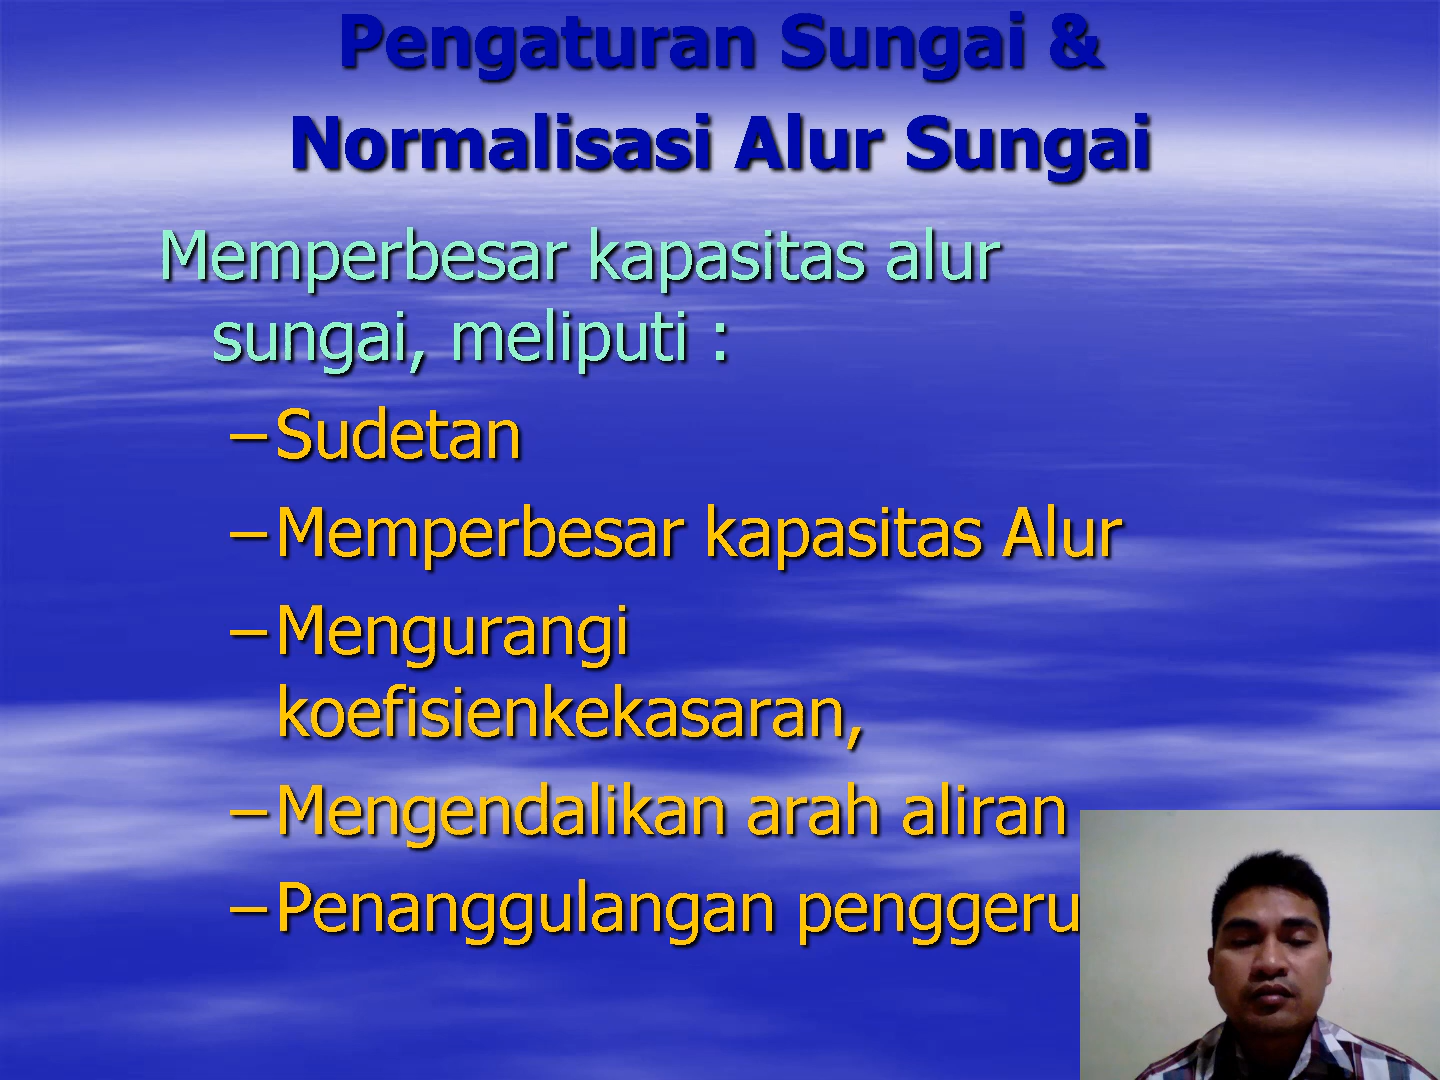 Pengaturan Sungai &
Normalisasi Alur Sungai
Memperbesar kapasitas alur
sungai, meliputi :
–Sudetan
–Memperbesar kapasitas Alur
–Mengurangi
koefisienkekasaran,
–Mengendalikan arah aliran
–Penanggulangan